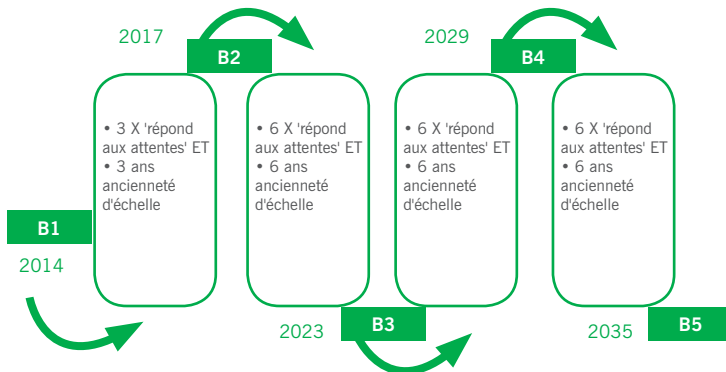 B1
2014
• 3 X 'répond
aux attentes' ET
• 3 ans
ancienneté
d'échelle
2017
B2
• 6 X 'répond
aux attentes' ET
• 6 ans
ancienneté
d'échelle
2023
B3
• 6 X 'répond
aux attentes' ET
• 6 ans
ancienneté
d'échelle
2029
B4
• 6 X 'répond
aux attentes' ET
• 6 ans
ancienneté
d'échelle
2035
B5